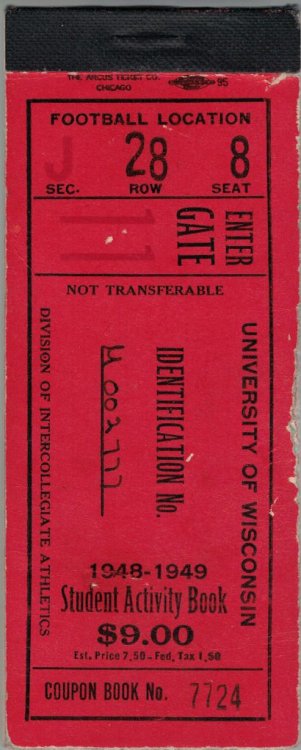 THE ARCUS TICKET CO.
CHICAGO
95
FOOTBALL LOCATION
J 28 8
SEC. ROW SEAT
11 ENTER GATE
NOT TRANSFERABLE
UNIVERSITY OF WISCONSIN
IDENTIFICATION No.
H002777
DIVISION OF INTERCOLLEGIATE ATHLETICS
1948-1949
Student Activity Book
$9.00
Est. Price 7.50 - Fed. Tax 1.50
COUPON BOOK No. 7724